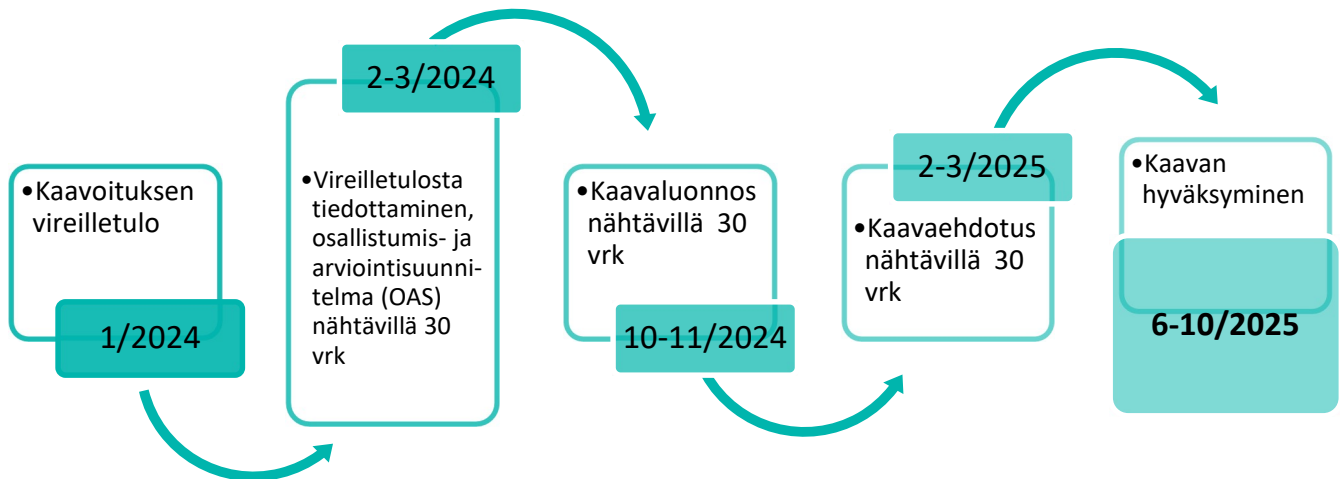 •Kaavoituksen
vireilletulo
1/2024
2-3/2024
•Vireilletulosta
tiedottaminen,
osallistumis- ja
arviointisuunni-
telma (OAS)
nähtävillä 30
vrk
•Kaavaluonnos
nähtävillä 30
vrk
10-11/2024
2-3/2025
•Kaavaehdotus
nähtävillä 30
vrk
•Kaavan
hyväksyminen
6-10/2025